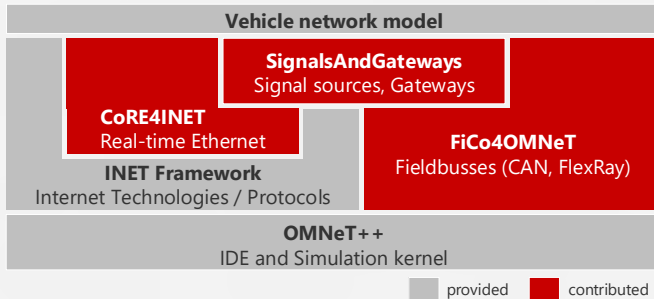 Vehicle network model
SignalsAndGateways
Signal sources, Gateways
CoRE4INET
Real-time Ethernet
FiCo4OMNeT
Fieldbusses (CAN, FlexRay)
INET Framework
Internet Technologies / Protocols
OMNeT++
IDE and Simulation kernel
provided
contributed